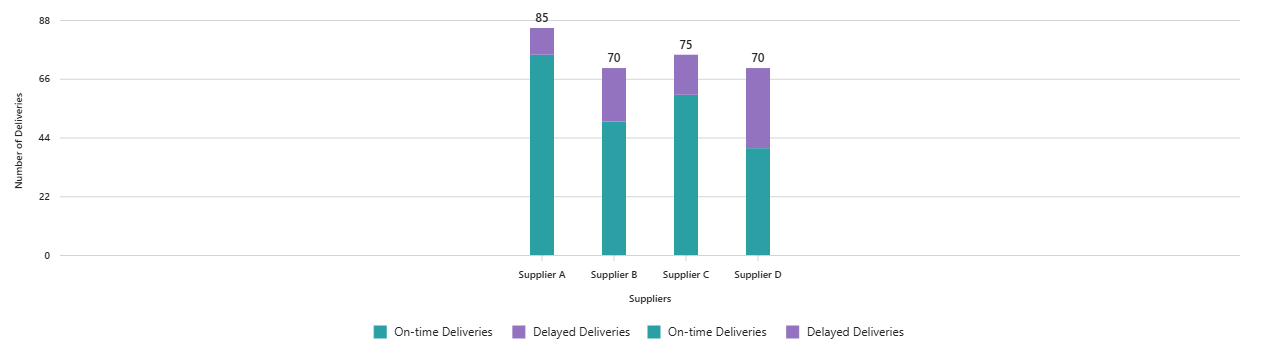 88
66
44
22
0
Number of Deliveries
85
70
75
70
Supplier A Supplier B Supplier C Supplier D
Suppliers
On-time Deliveries Delayed Deliveries On-time Deliveries Delayed Deliveries